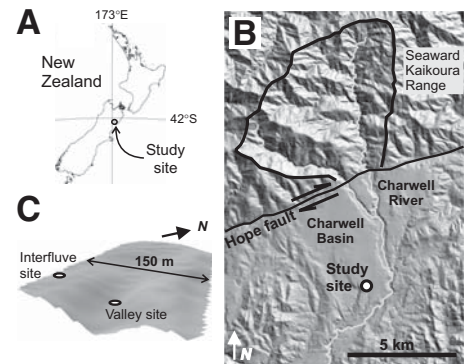 A
173°E
New
Zealand
42°S
Study
site
B
Seaward
Kaikoura
Range
Hope fault
Charwell
River
Charwell
Basin
Study
site
N
5 km
C
N
Interfluve
site
150 m
Valley site